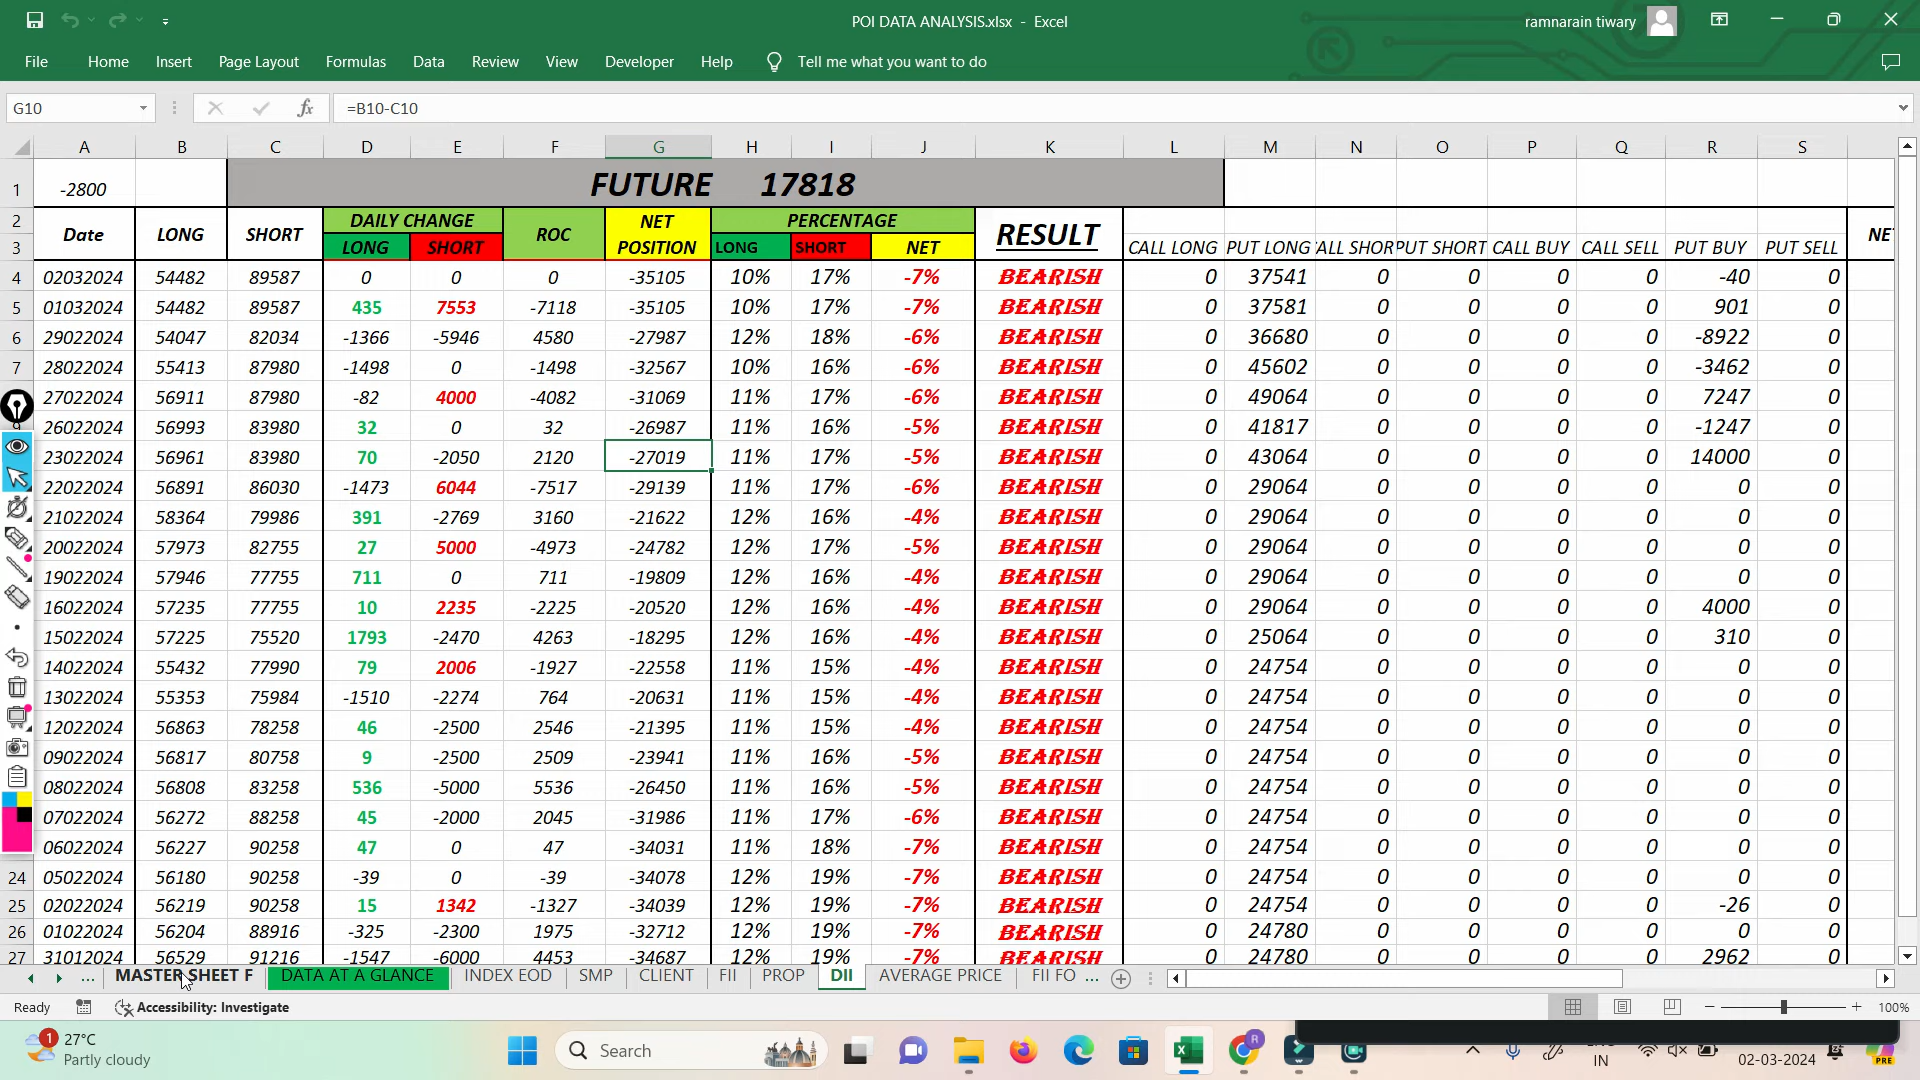 POI DATA ANALYSIS.xlsx - Excel
ramnarain tiwary
File Home Insert Page Layout Formulas Data Review View Developer Help Tell me what you want to do
G10 fx =B10-C10
A B C D E F G H I J K L M N O P Q R S
1 -2800 FUTURE 17818
2 Date LONG SHORT DAILY CHANGE ROC NET POSITION PERCENTAGE RESULT NE
3 LONG SHORT LONG SHORT NET CALL LONG PUT LONG ALL SHOR PUT SHORT CALL BUY CALL SELL PUT BUY PUT SELL
4 02032024 54482 89587 0 0 0 -35105 10% 17% -7% BEARISH 0 37541 0 0 0 0 -40 0
5 01032024 54482 89587 435 7553 -7118 -35105 10% 17% -7% BEARISH 0 37581 0 0 0 0 901 0
6 29022024 54047 82034 -1366 -5946 4580 -27987 12% 18% -6% BEARISH 0 36680 0 0 0 0 -8922 0
7 28022024 55413 87980 -1498 0 -1498 -32567 10% 16% -6% BEARISH 0 45602 0 0 0 0 -3462 0
27022024 56911 87980 -82 4000 -4082 -31069 11% 17% -6% BEARISH 0 49064 0 0 0 0 7247 0
26022024 56993 83980 32 0 32 -26987 11% 16% -5% BEARISH 0 41817 0 0 0 0 -1247 0
23022024 56961 83980 70 -2050 2120 -27019 11% 17% -5% BEARISH 0 43064 0 0 0 0 14000 0
22022024 56891 86030 -1473 6044 -7517 -29139 11% 17% -6% BEARISH 0 29064 0 0 0 0 0 0
21022024 58364 79986 391 -2769 3160 -21622 12% 16% -4% BEARISH 0 29064 0 0 0 0 0 0
20022024 57973 82755 27 5000 -4973 -24782 12% 17% -5% BEARISH 0 29064 0 0 0 0 0 0
19022024 57946 77755 711 0 711 -19809 12% 16% -4% BEARISH 0 29064 0 0 0 0 0 0
16022024 57235 77755 10 2235 -2225 -20520 12% 16% -4% BEARISH 0 29064 0 0 0 0 4000 0
15022024 57225 75520 1793 -2470 4263 -18295 12% 16% -4% BEARISH 0 25064 0 0 0 0 310 0
14022024 55432 77990 79 2006 -1927 -22558 11% 15% -4% BEARISH 0 24754 0 0 0 0 0 0
13022024 55353 75984 -1510 -2274 764 -20631 11% 15% -4% BEARISH 0 24754 0 0 0 0 0 0
12022024 56863 78258 46 -2500 2546 -21395 11% 15% -4% BEARISH 0 24754 0 0 0 0 0 0
09022024 56817 80758 9 -2500 2509 -23941 11% 16% -5% BEARISH 0 24754 0 0 0 0 0 0
08022024 56808 83258 536 -5000 5536 -26450 11% 16% -5% BEARISH 0 24754 0 0 0 0 0 0
07022024 56272 88258 45 -2000 2045 -31986 11% 17% -6% BEARISH 0 24754 0 0 0 0 0 0
06022024 56227 90258 47 0 47 -34031 11% 18% -7% BEARISH 0 24754 0 0 0 0 0 0
24 05022024 56180 90258 -39 0 -39 -34078 12% 19% -7% BEARISH 0 24754 0 0 0 0 0 0
25 02022024 56219 90258 15 1342 -1327 -34039 12% 19% -7% BEARISH 0 24754 0 0 0 0 -26 0
26 01022024 56204 88916 -325 -2300 1975 -32712 12% 19% -7% BEARISH 0 24780 0 0 0 0 0 0
27 31012024 56529 91216 -1547 -6000 4453 -34687 12% 19% -7% BEARISH 0 24780 0 0 0 0 2962 0
... MASTER SHEET F DATA AT A GLANCE INDEX EOD SMP CLIENT FII PROP DII AVERAGE PRICE FII FO ...
Ready Accessibility: Investigate 100%
1 27°C
Partly cloudy
Search
IN
02-03-2024
PRE